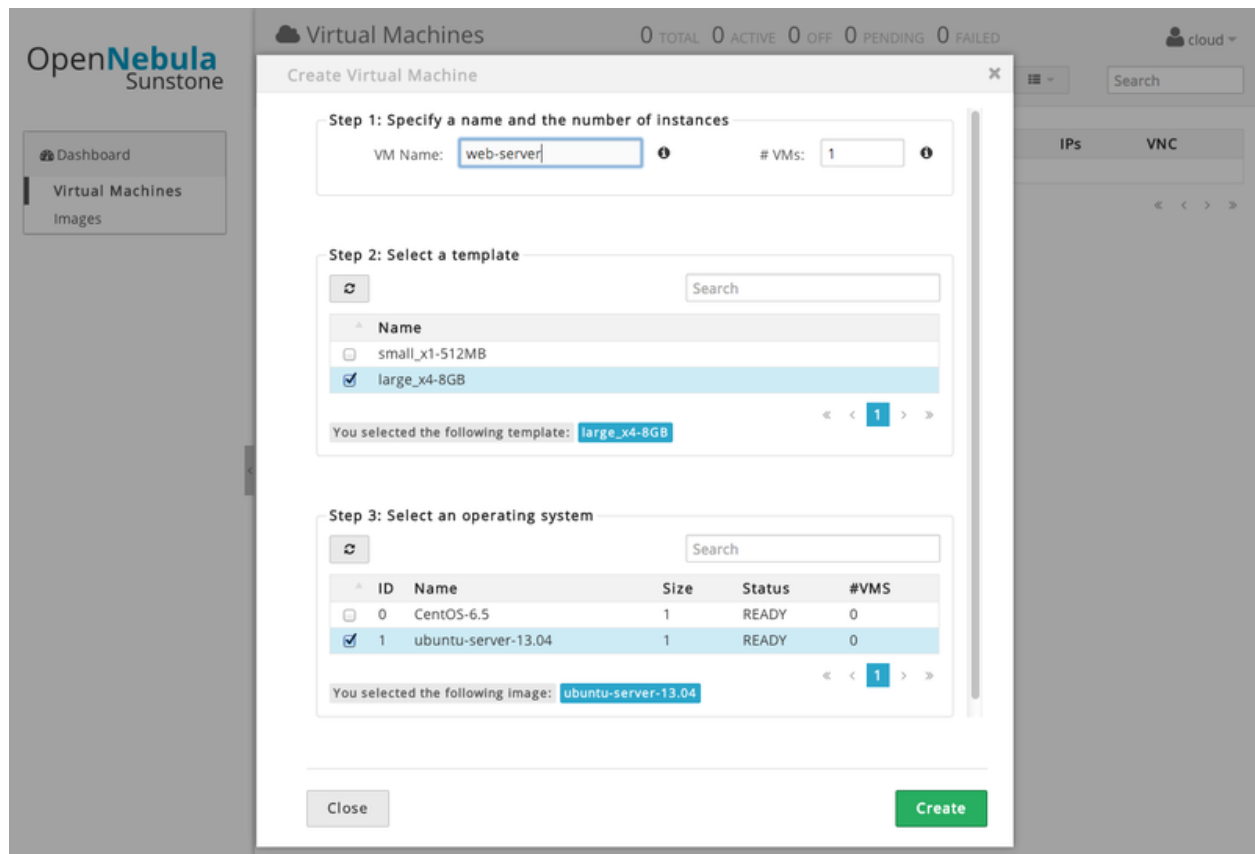 OpenNebula
Sunstone
Dashboard
Virtual Machines
Images
Virtual Machines 0 TOTAL 0 ACTIVE 0 OFF 0 PENDING 0 FAILED
cloud
Search
IPs VNC
« < > »
Create Virtual Machine ×
Step 1: Specify a name and the number of instances
VM Name: web-server # VMs: 1
Step 2: Select a template
Search
Name
small_x1-512MB
large_x4-8GB
« < 1 > »
You selected the following template: large_x4-8GB
Step 3: Select an operating system
Search
ID Name Size Status #VMS
0 CentOS-6.5 1 READY 0
1 ubuntu-server-13.04 1 READY 0
« < 1 > »
You selected the following image: ubuntu-server-13.04
Close Create